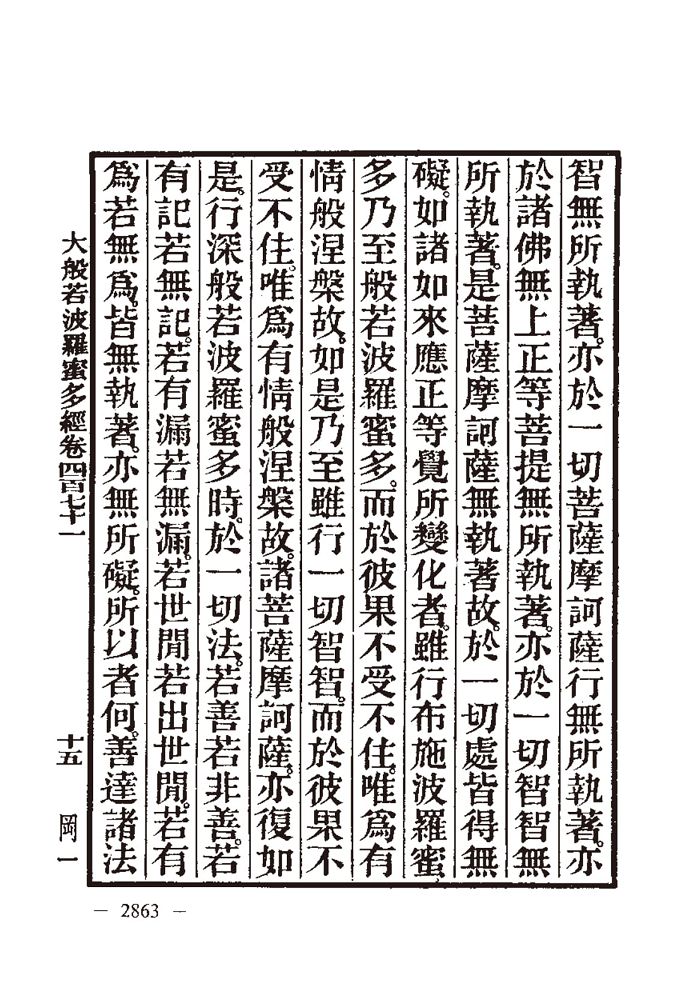 智無所執著。亦於一切菩薩摩訶薩行無所執著。亦
於諸佛無上正等菩提無所執著。亦於一切智智無
所執著。是菩薩摩訶薩無執著故。於一切處皆得無
礙。如諸如來應正等覺所變化者。雖行布施波羅蜜
多乃至般若波羅蜜多。而於彼果不受不住。唯爲有
情般涅槃故。如是乃至雖行一切智智。而於彼果不
受不住。唯爲有情般涅槃故。諸菩薩摩訶薩。亦復如
是。行深般若波羅蜜多時。於一切法。若善若非善。若
有記若無記。若有漏若無漏。若世閒若出世閒。若有
爲若無爲。皆無執著。亦無所礙。所以者何。善達諸法
大般若波羅蜜多經卷四百七十一
十五
岡一
— 2863 —